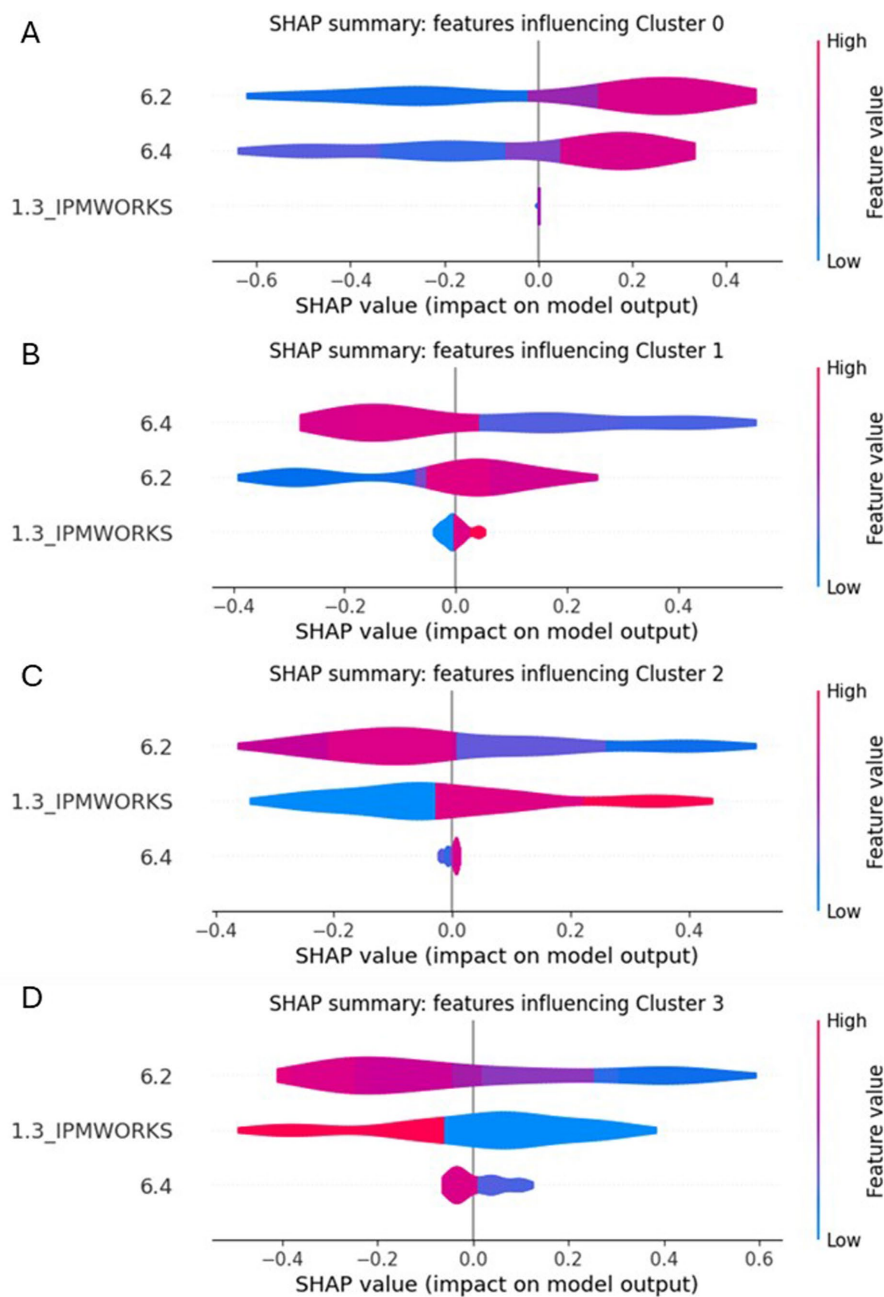 A
SHAP summary: features influencing Cluster 0
High
6.2
6.4
1.3_IPMWORKS
Feature value
Low
−0.6 −0.4 −0.2 0.0 0.2 0.4
SHAP value (impact on model output)
B
SHAP summary: features influencing Cluster 1
High
6.4
6.2
1.3_IPMWORKS
Feature value
Low
−0.4 −0.2 0.0 0.2 0.4
SHAP value (impact on model output)
C
SHAP summary: features influencing Cluster 2
High
6.2
1.3_IPMWORKS
6.4
Feature value
Low
−0.4 −0.2 0.0 0.2 0.4
SHAP value (impact on model output)
D
SHAP summary: features influencing Cluster 3
High
6.2
1.3_IPMWORKS
6.4
Feature value
Low
−0.4 −0.2 0.0 0.2 0.4 0.6
SHAP value (impact on model output)